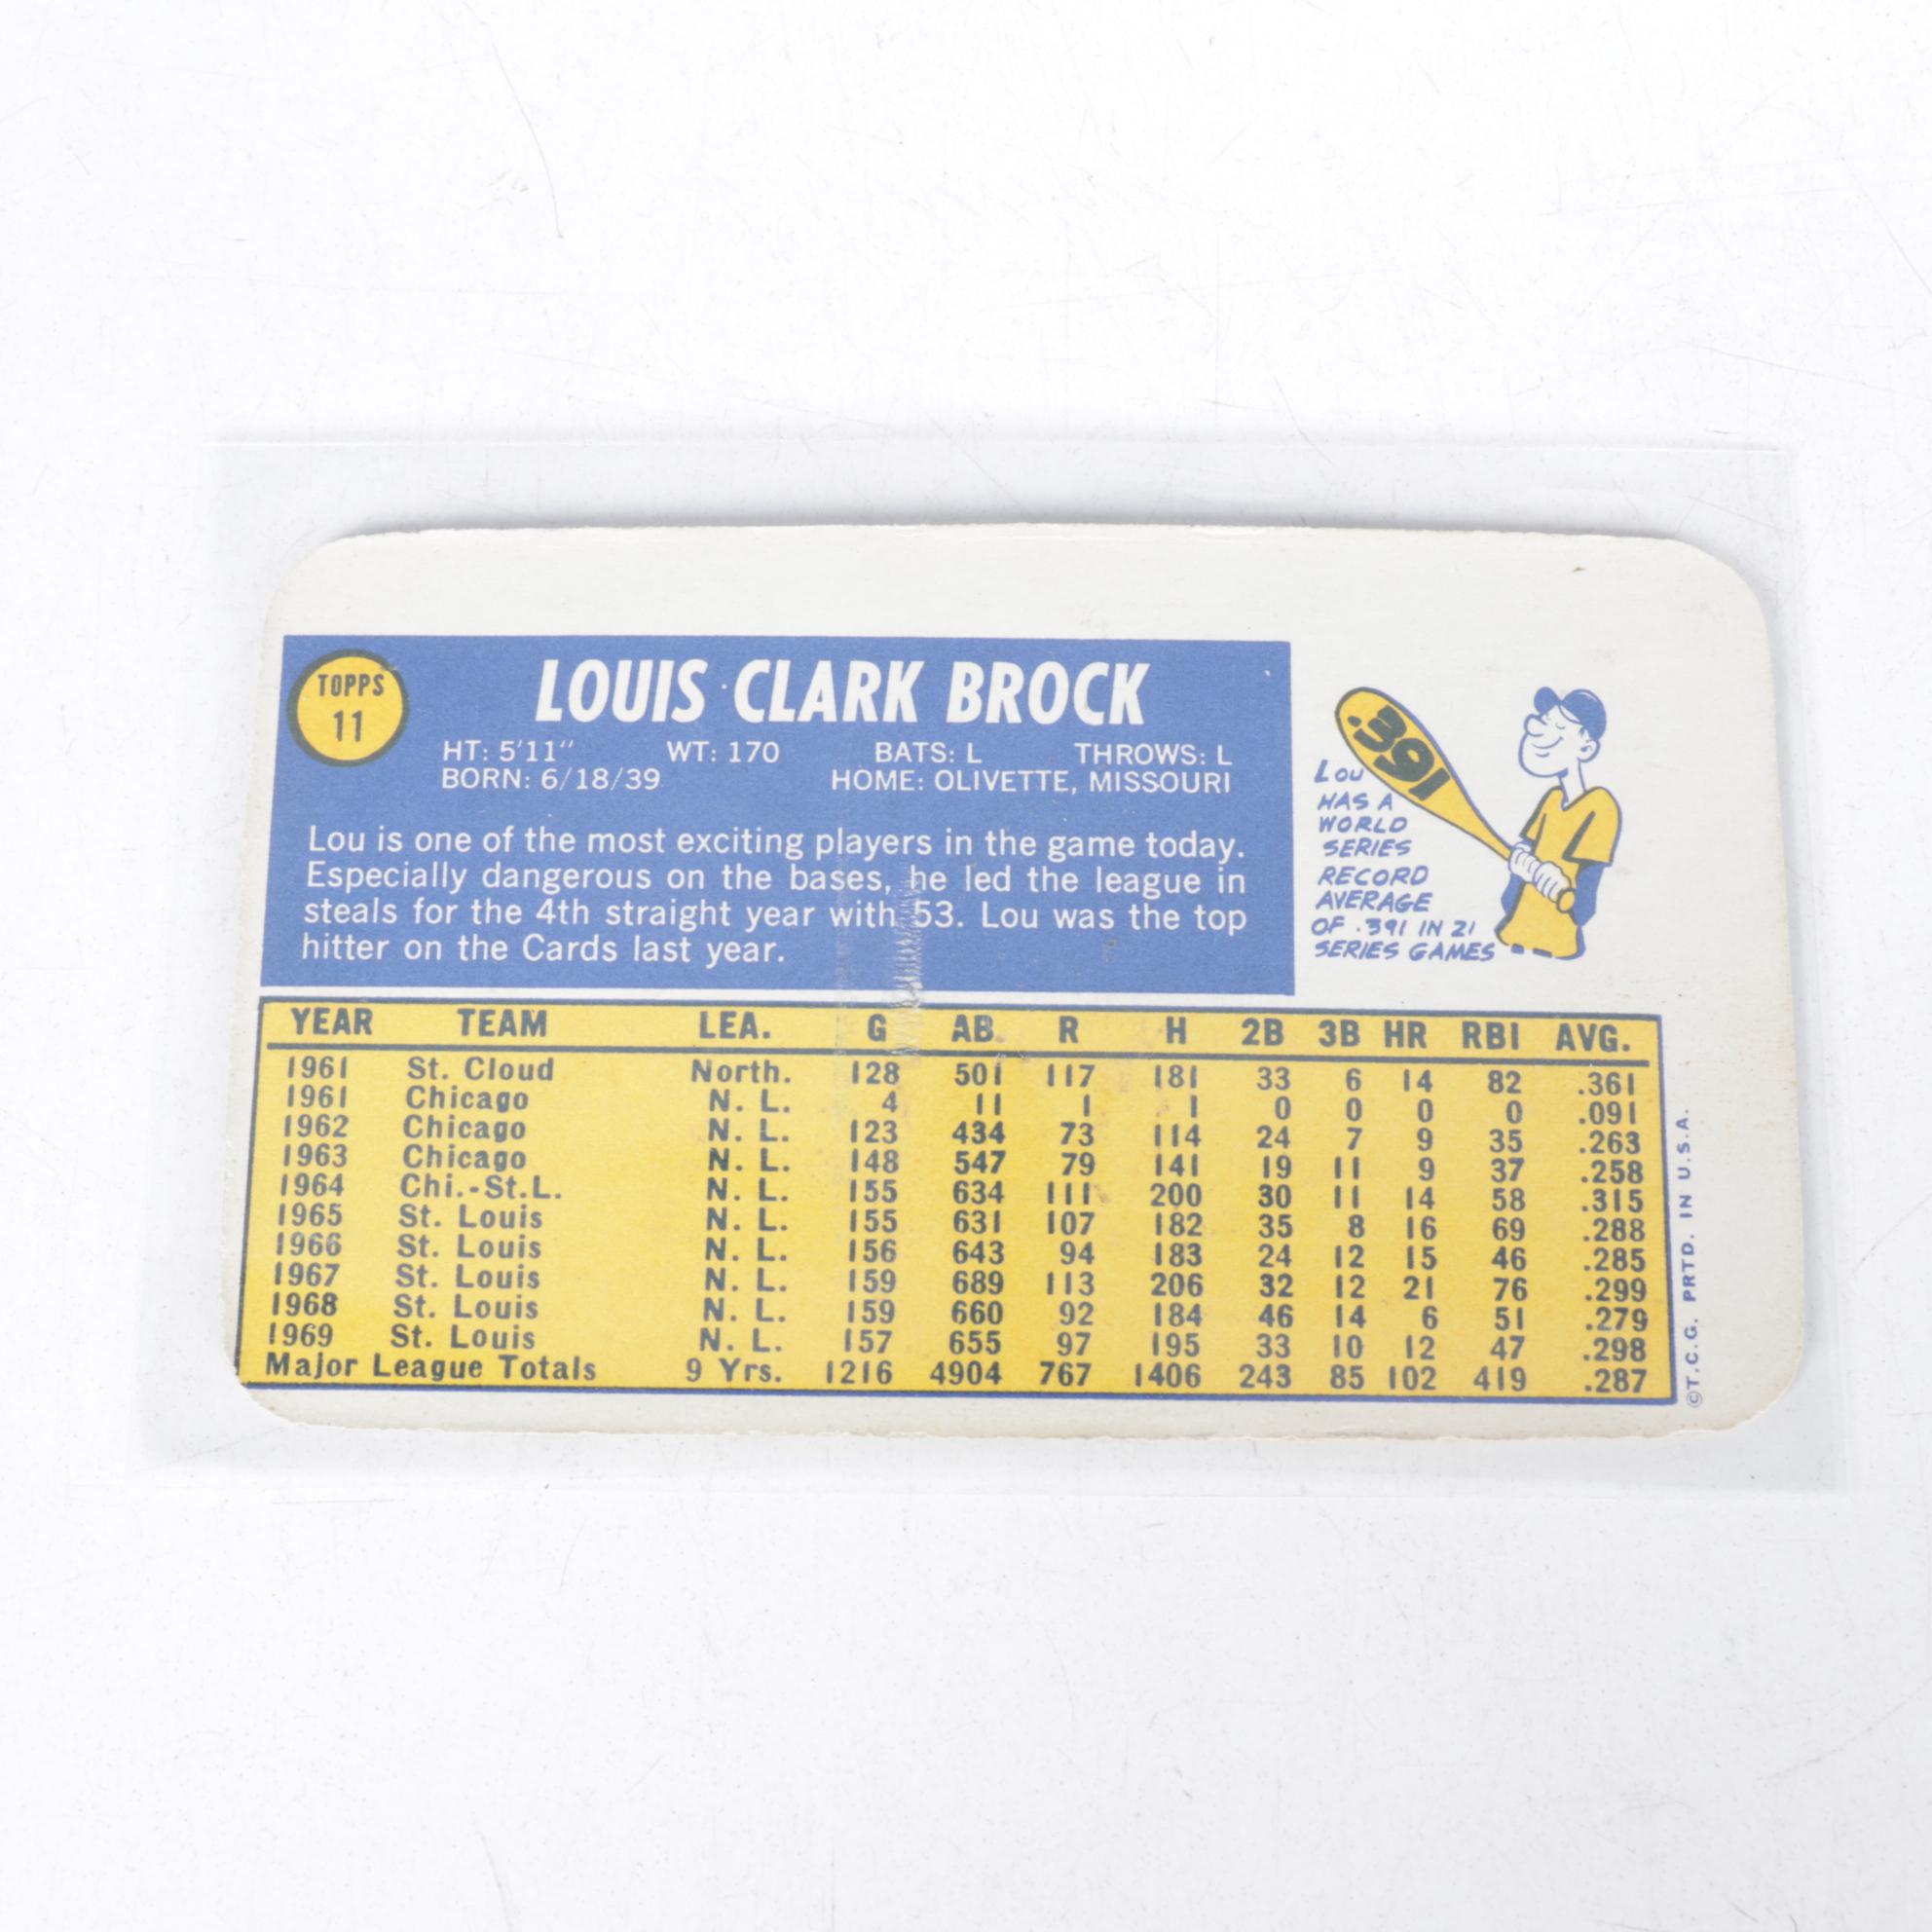 TOPPS
11
LOUIS CLARK BROCK
HT: 5'11" WT: 170 BATS: L THROWS: L
BORN: 6/18/39 HOME: OLIVETTE, MISSOURI
Lou is one of the most exciting players in the game today.
Especially dangerous on the bases, he led the league in
steals for the 4th straight year with 53. Lou was the top
hitter on the Cards last year.
.391
LOU
HAS A
WORLD
SERIES
RECORD
AVERAGE
OF .391 IN 21
SERIES GAMES
YEAR TEAM LEA. G AB. R H 2B 3B HR RBI AVG.
1961 St. Cloud North. 128 501 117 181 33 6 14 82 .361
1961 Chicago N. L. 4 11 1 1 0 0 0 0 .091
1962 Chicago N. L. 123 434 73 114 24 7 9 35 .263
1963 Chicago N. L. 148 547 79 141 19 11 9 37 .258
1964 Chi.-St.L. N. L. 155 634 111 200 30 11 14 58 .315
1965 St. Louis N. L. 155 631 107 182 35 8 16 69 .288
1966 St. Louis N. L. 156 643 94 183 24 12 15 46 .285
1967 St. Louis N. L. 159 689 113 206 32 12 21 76 .299
1968 St. Louis N. L. 159 660 92 184 46 14 6 51 .279
1969 St. Louis N. L. 157 655 97 195 33 10 12 47 .298
Major League Totals 9 Yrs. 1216 4904 767 1406 243 85 102 419 .287
©T.C.G. PRTD. IN U.S.A.